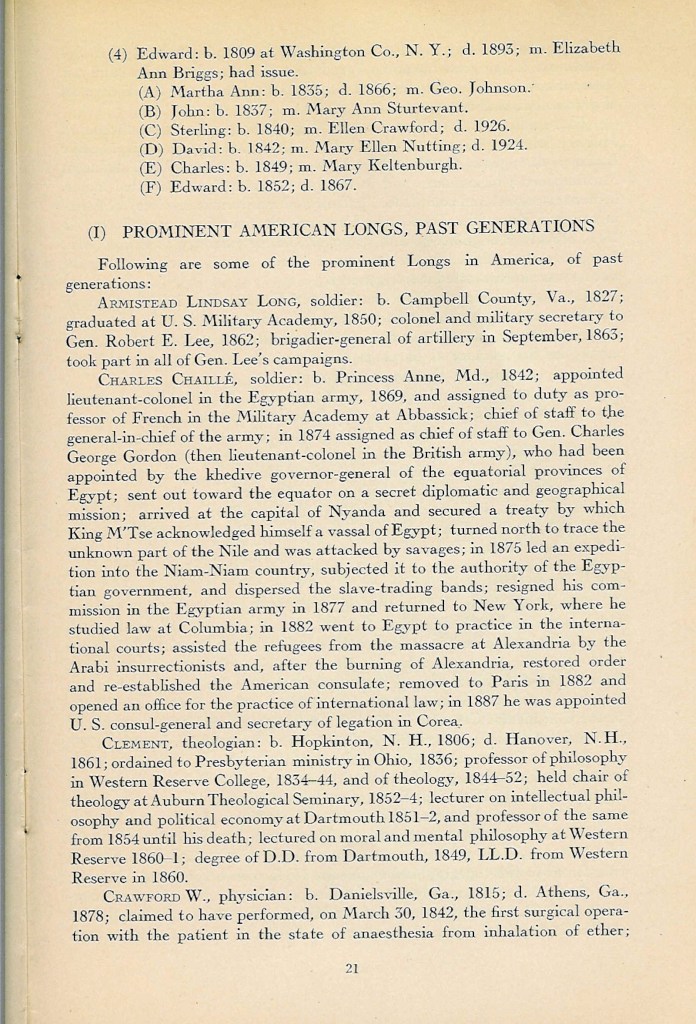 (4) Edward: b. 1809 at Washington Co., N. Y.; d. 1893; m. Elizabeth
Ann Briggs; had issue.
(A) Martha Ann: b. 1835; d. 1866; m. Geo. Johnson.
(B) John: b. 1837; m. Mary Ann Sturtevant.
(C) Sterling: b. 1840; m. Ellen Crawford; d. 1926.
(D) David: b. 1842; m. Mary Ellen Nutting; d. 1924.
(E) Charles: b. 1849; m. Mary Keltenburgh.
(F) Edward: b. 1852; d. 1867.
(I) PROMINENT AMERICAN LONGS, PAST GENERATIONS
Following are some of the prominent Longs in America, of past
generations:
ARMISTEAD LINDSAY LONG, soldier: b. Campbell County, Va., 1827;
graduated at U. S. Military Academy, 1850; colonel and military secretary to
Gen. Robert E. Lee, 1862; brigadier-general of artillery in September, 1863;
took part in all of Gen. Lee's campaigns.
CHARLES CHAILLÉ, soldier: b. Princess Anne, Md., 1842; appointed
lieutenant-colonel in the Egyptian army, 1869, and assigned to duty as pro-
fessor of French in the Military Academy at Abbassick; chief of staff to the
general-in-chief of the army; in 1874 assigned as chief of staff to Gen. Charles
George Gordon (then lieutenant-colonel in the British army), who had been
appointed by the khedive governor-general of the equatorial provinces of
Egypt; sent out toward the equator on a secret diplomatic and geographical
mission; arrived at the capital of Nyanda and secured a treaty by which
King M'Tse acknowledged himself a vassal of Egypt; turned north to trace the
unknown part of the Nile and was attacked by savages; in 1875 led an expedi-
tion into the Niam-Niam country, subjected it to the authority of the Egyp-
tian government, and dispersed the slave-trading bands; resigned his com-
mission in the Egyptian army in 1877 and returned to New York, where he
studied law at Columbia; in 1882 went to Egypt to practice in the interna-
tional courts; assisted the refugees from the massacre at Alexandria by the
Arabi insurrectionists and, after the burning of Alexandria, restored order
and re-established the American consulate; removed to Paris in 1882 and
opened an office for the practice of international law; in 1887 he was appointed
U. S. consul-general and secretary of legation in Corea.
CLEMENT, theologian: b. Hopkinton, N. H., 1806; d. Hanover, N.H.,
1861; ordained to Presbyterian ministry in Ohio, 1836; professor of philosophy
in Western Reserve College, 1834–44, and of theology, 1844–52; held chair of
theology at Auburn Theological Seminary, 1852–4; lecturer on intellectual phil-
osophy and political economy at Dartmouth 1851–2, and professor of the same
from 1854 until his death; lectured on moral and mental philosophy at Western
Reserve 1860–1; degree of D.D. from Dartmouth, 1849, LL.D. from Western
Reserve in 1860.
CRAWFORD W., physician: b. Danielsville, Ga., 1815; d. Athens, Ga.,
1878; claimed to have performed, on March 30, 1842, the first surgical opera-
tion with the patient in the state of anaesthesia from inhalation of ether;
21